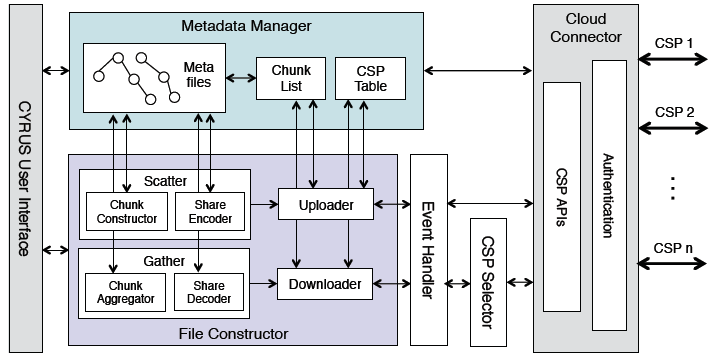 CYRUS User Interface
Metadata Manager
Meta
files
Chunk
List
CSP
Table
Scatter
Chunk
Constructor
Share
Encoder
Uploader
Gather
Chunk
Aggregator
Share
Decoder
Downloader
File Constructor
Event Handler
CSP Selector
Cloud
Connector
CSP APIs
Authentication
CSP 1
CSP 2
...
CSP n